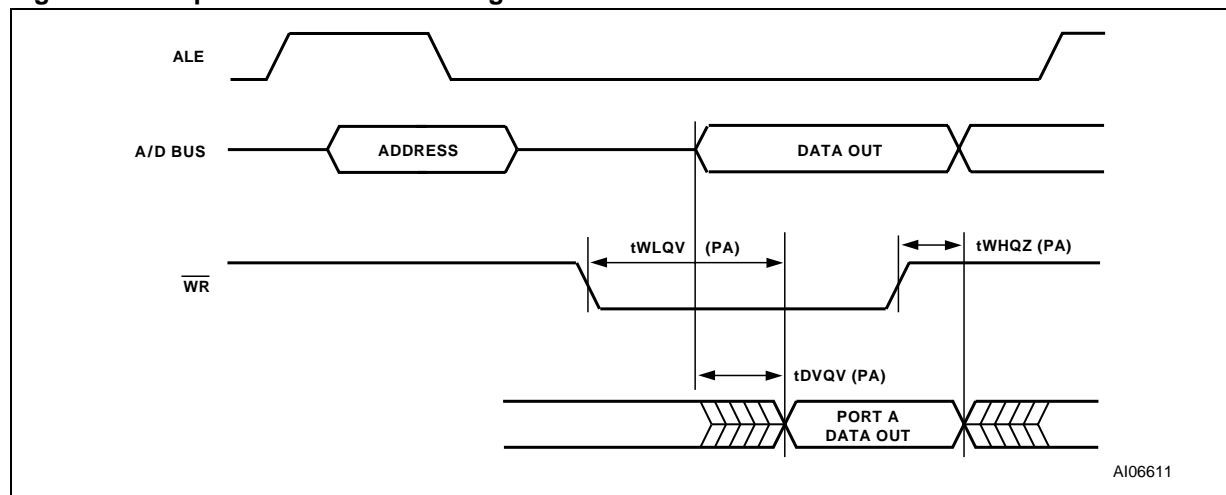 ALE
A/D BUS
ADDRESS
DATA OUT
tWLQV (PA)
tWHQZ (PA)
WR
tDVQV (PA)
PORT A
DATA OUT
AI06611